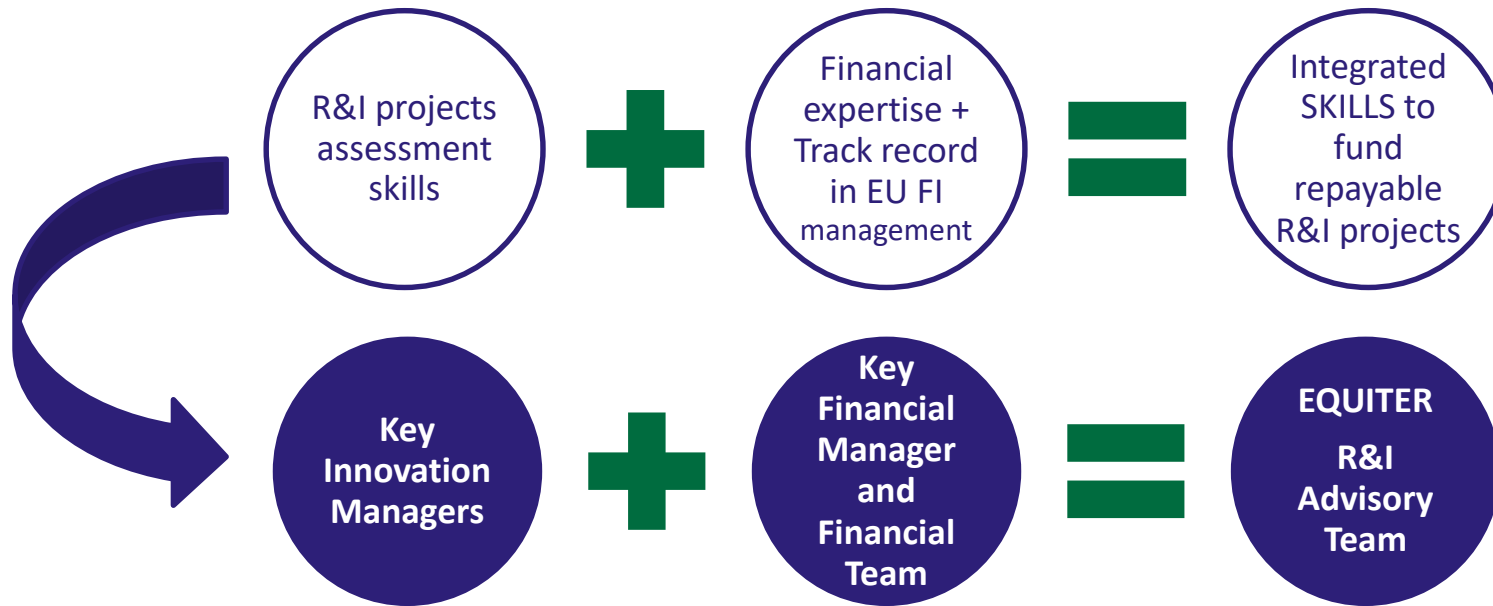 R&I projects
assessment
skills
Financial
expertise +
Track record
in EU FI
management
Integrated
SKILLS to
fund
repayable
R&I projects
Key
Innovation
Managers
Key
Financial
Manager
and
Financial
Team
EQUITER
R&I
Advisory
Team